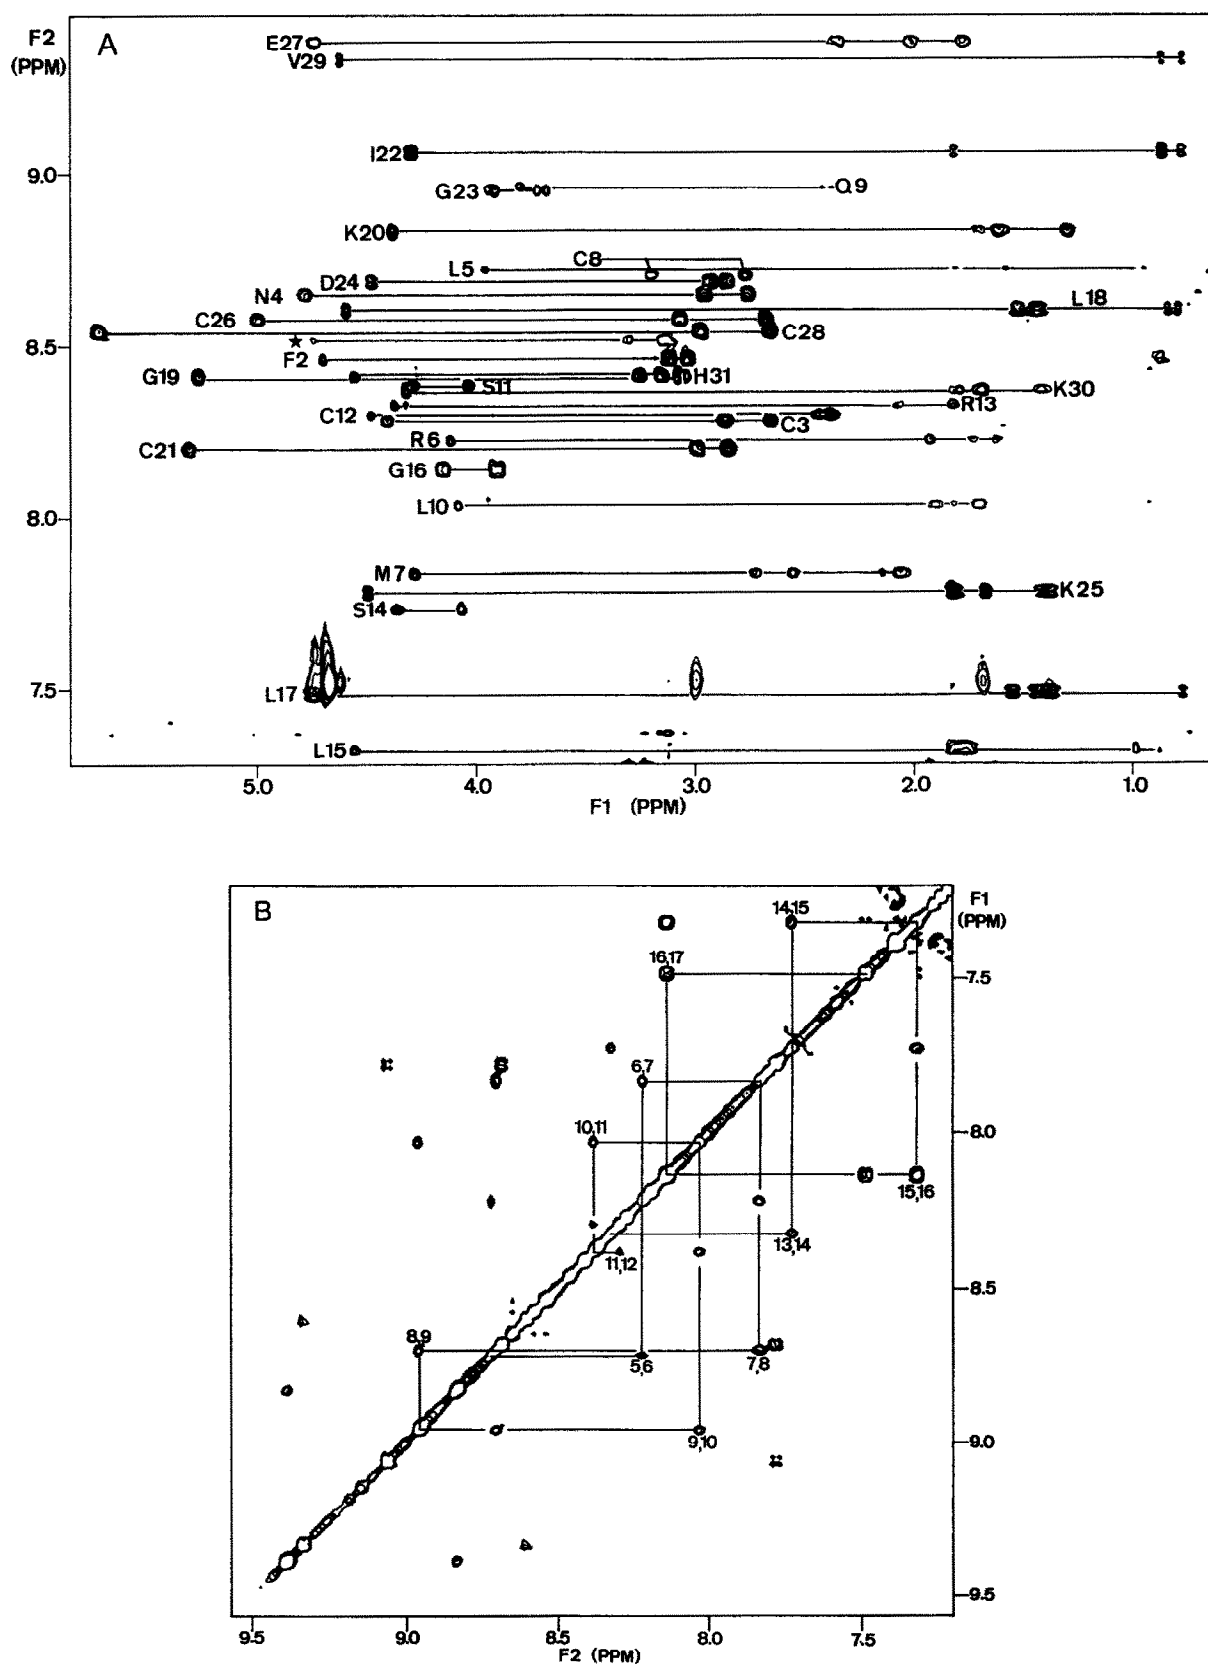 A
F2
(PPM)
E27
V29
I22
9.0
G23
Q9
K20
C8
L5
D24
N4
L18
C26
C28
8.5
★
F2
G19
H31
S11
K30
R13
C12
C3
R6
C21
G16
L10
8.0
M7
K25
S14
7.5
L17
L15
5.0 4.0 3.0 2.0 1.0
F1 (PPM)
B
F1
(PPM)
14,15
16,17
7.5
6,7
10,11
8.0
15,16
13,14
11,12
8.5
8,9
5,6 7,8
9,10
9.0
9.5
9.5 9.0 8.5 8.0 7.5
F2 (PPM)